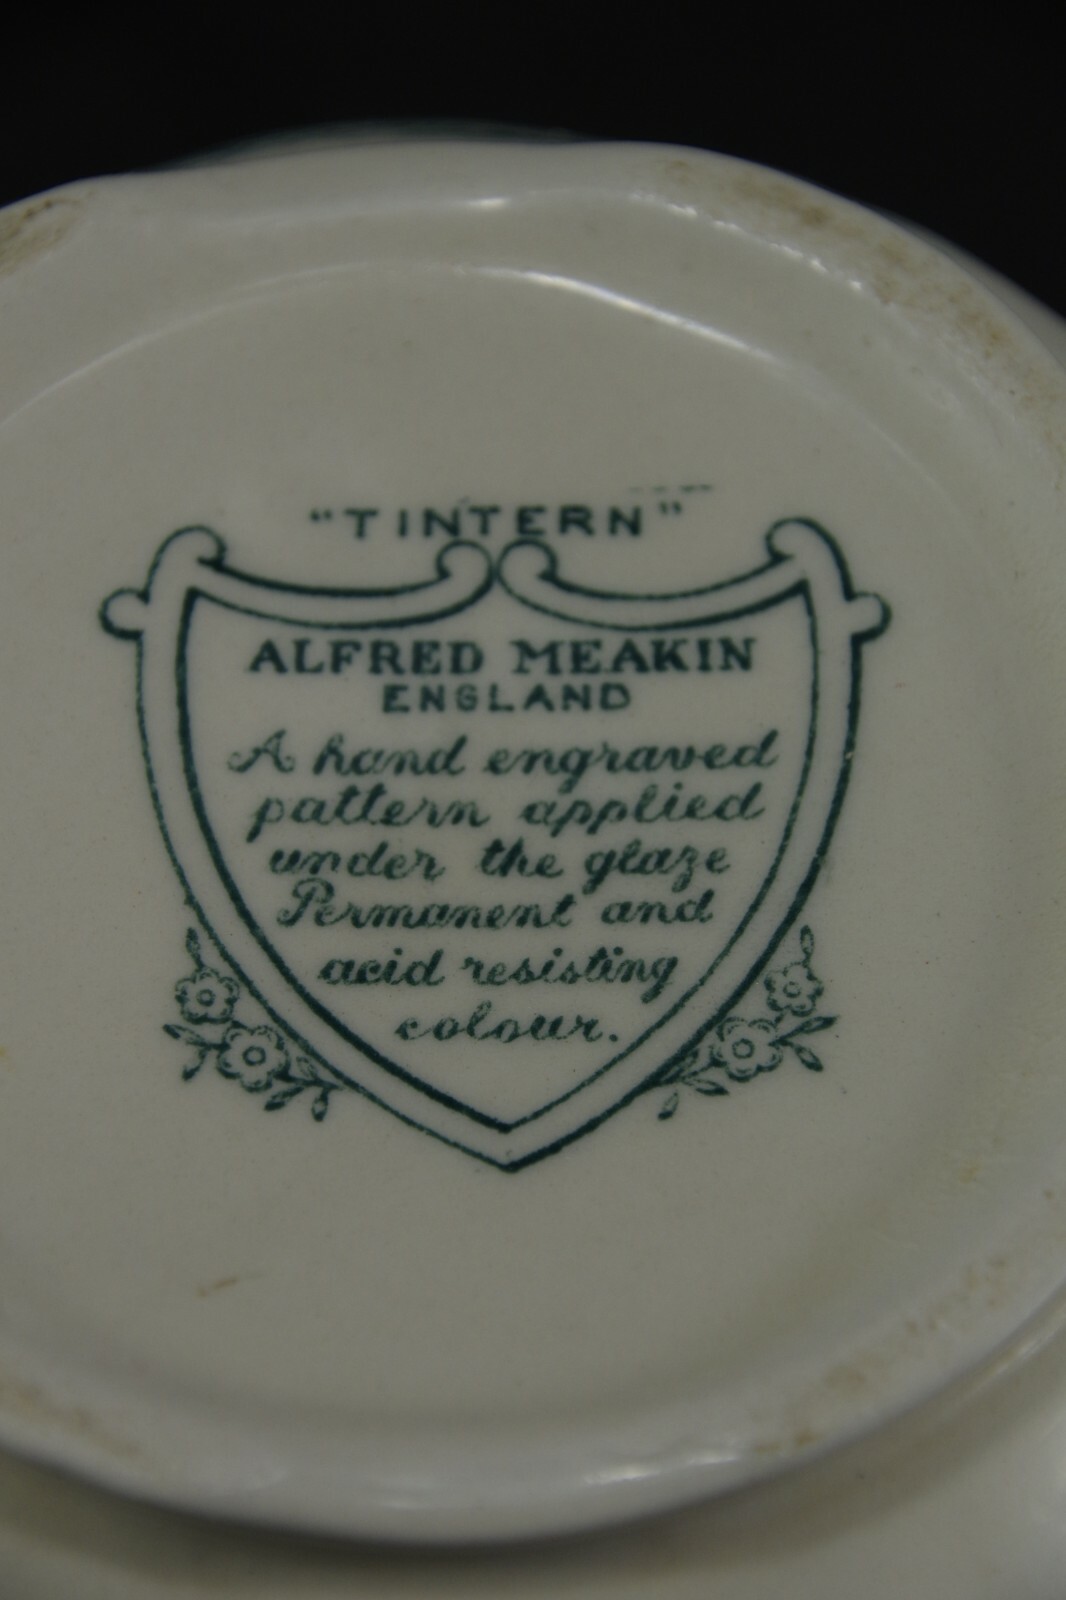 "TINTERN"
ALFRED MEAKIN
ENGLAND
A hand engraved
pattern applied
under the glaze
Permanent and
acid resisting
colour.